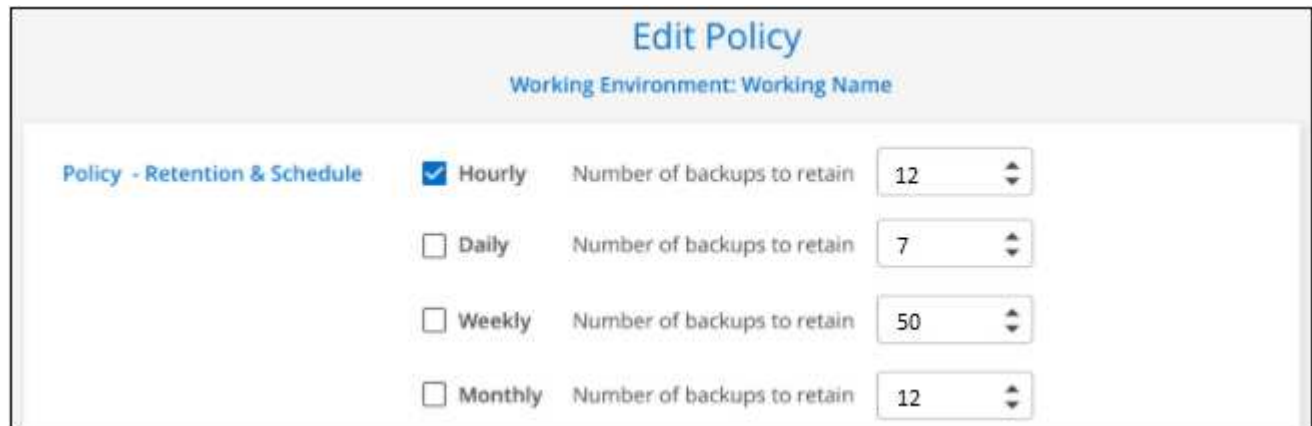 Edit Policy
Working Environment: Working Name
Policy - Retention & Schedule Hourly Number of backups to retain 12
Daily Number of backups to retain 7
Weekly Number of backups to retain 50
Monthly Number of backups to retain 12